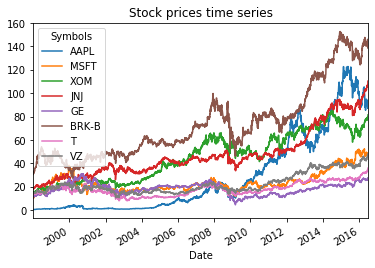 Stock prices time series
160
140
120
100
80
60
40
20
0
Symbols
AAPL
MSFT
XOM
JNJ
GE
BRK-B
T
VZ
2000
2002
2004
2006
2008
2010
2012
2014
2016
Date